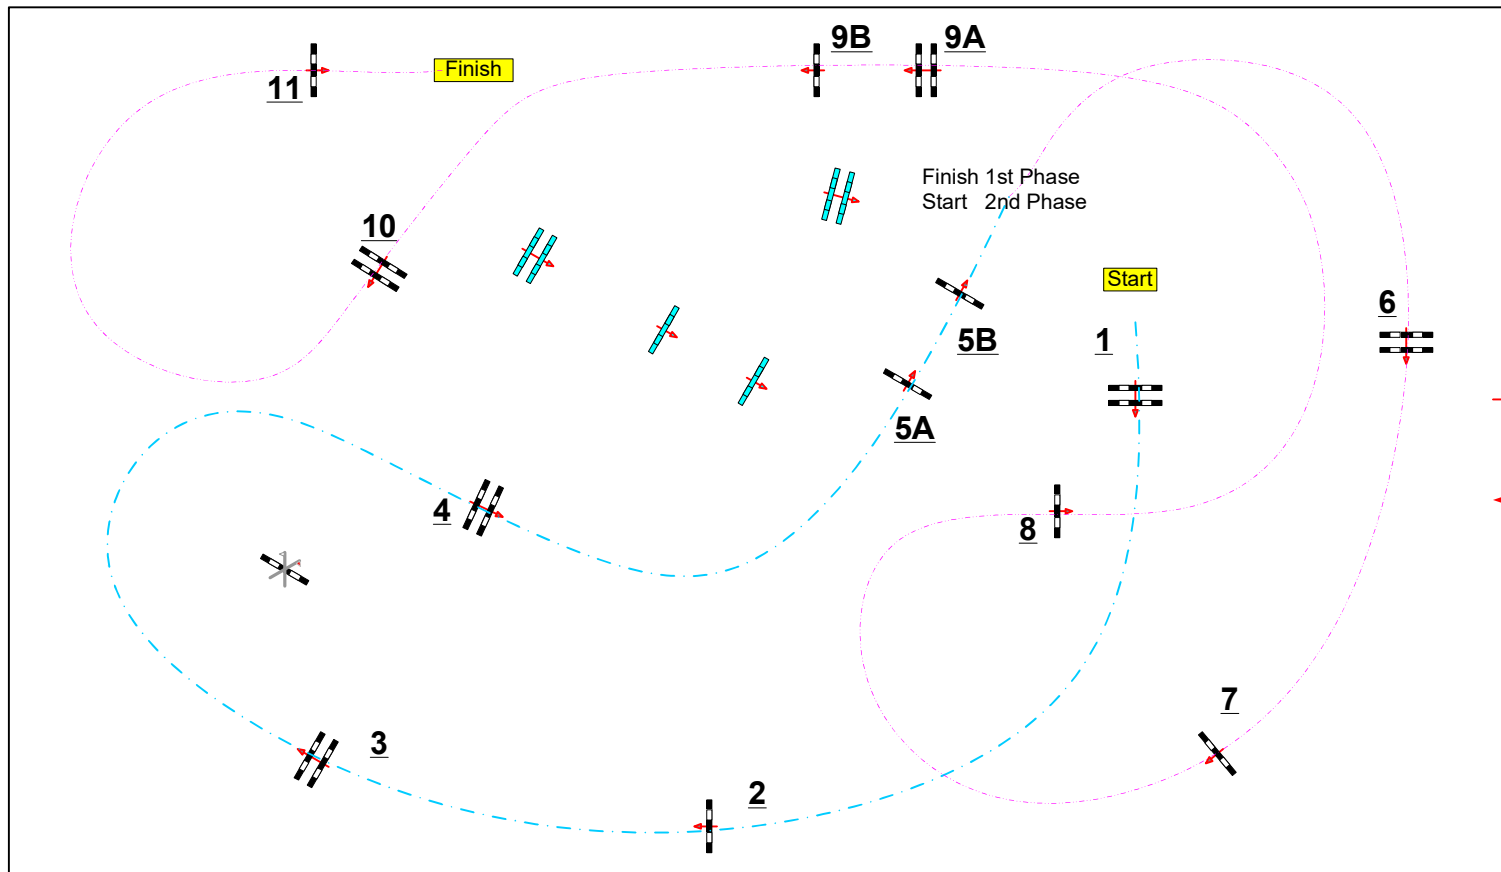 9B
9A
Finish
11
Finish 1st Phase
Start 2nd Phase
10
Start
6
5B
1
5A
4
8
7
3
2